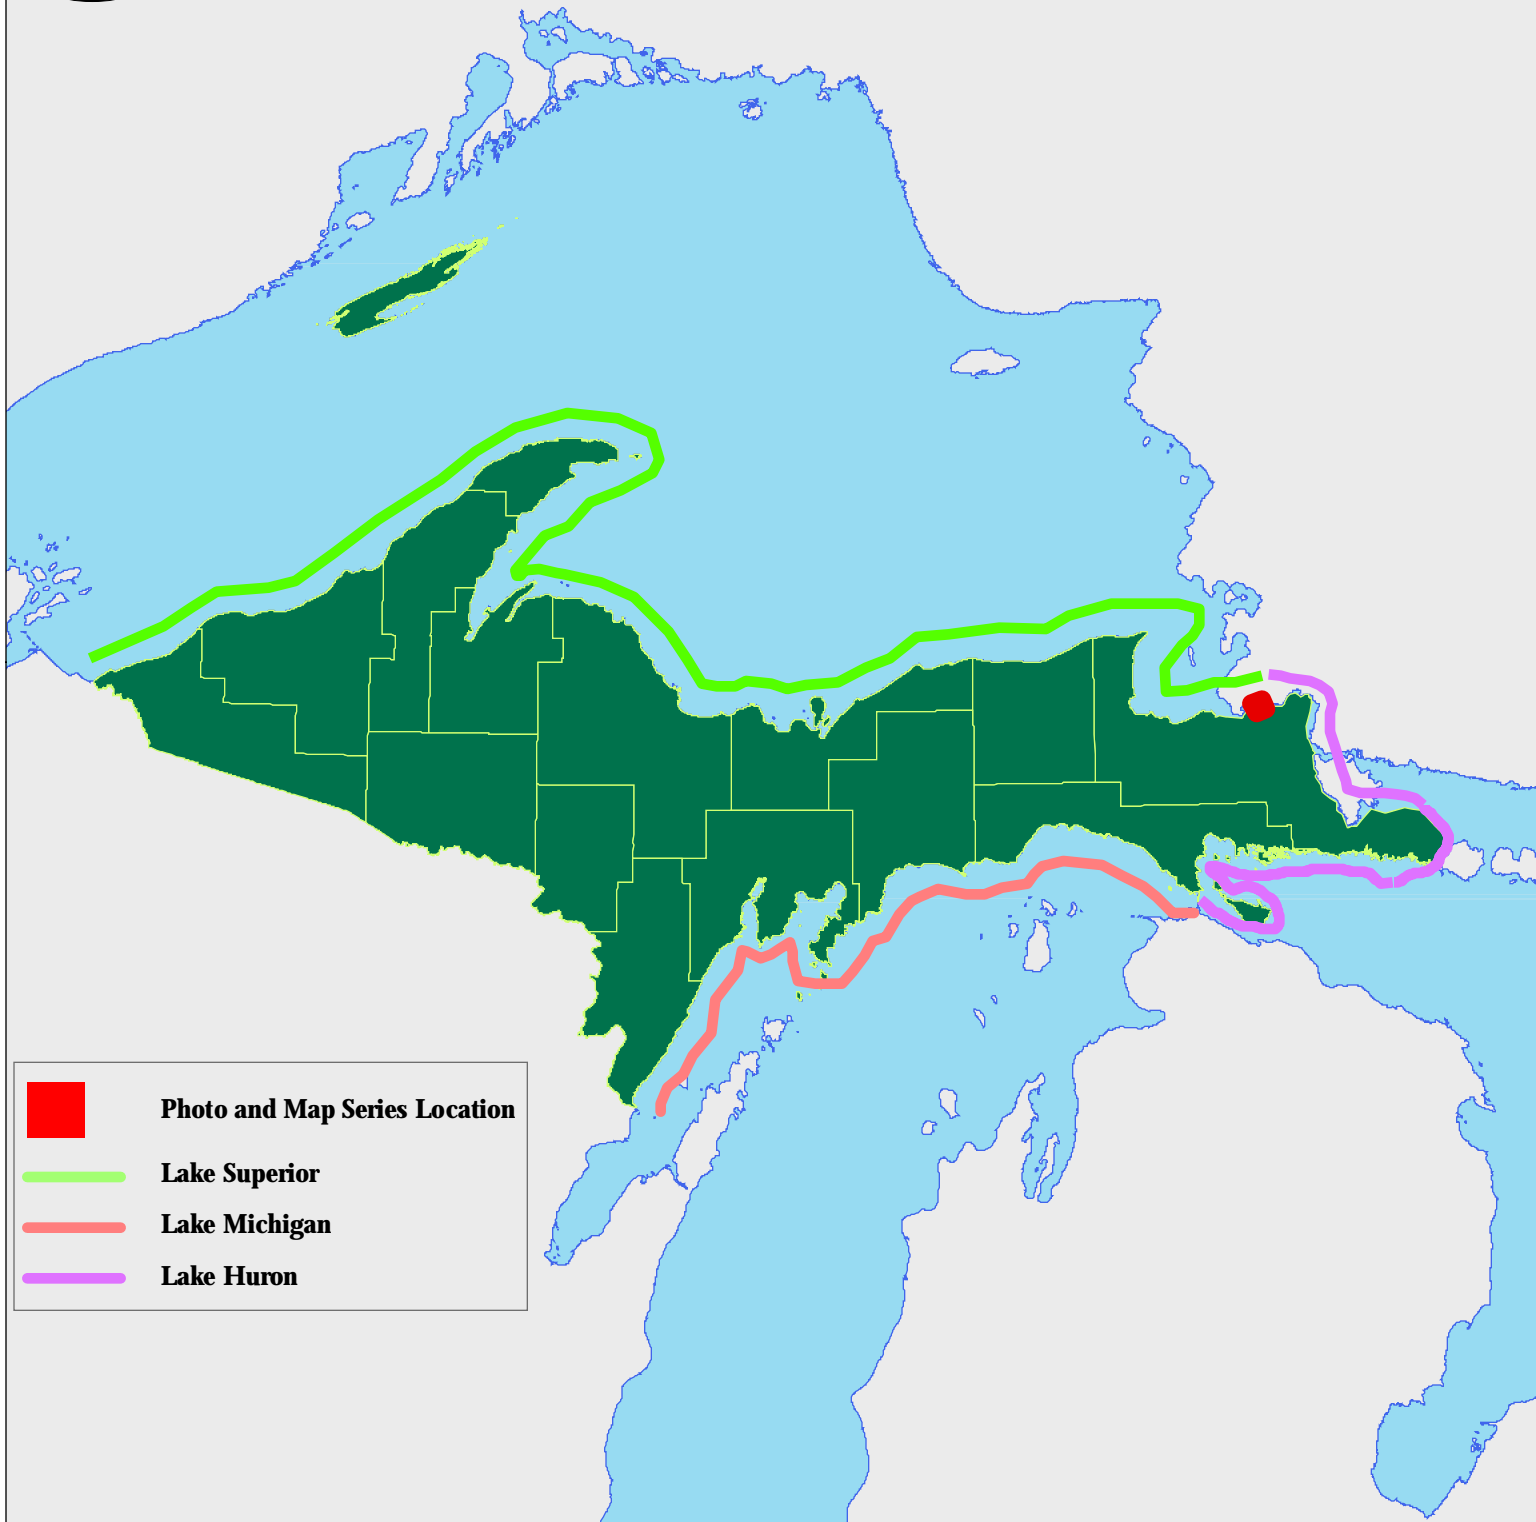 Photo and Map Series Location
Lake Superior
Lake Michigan
Lake Huron